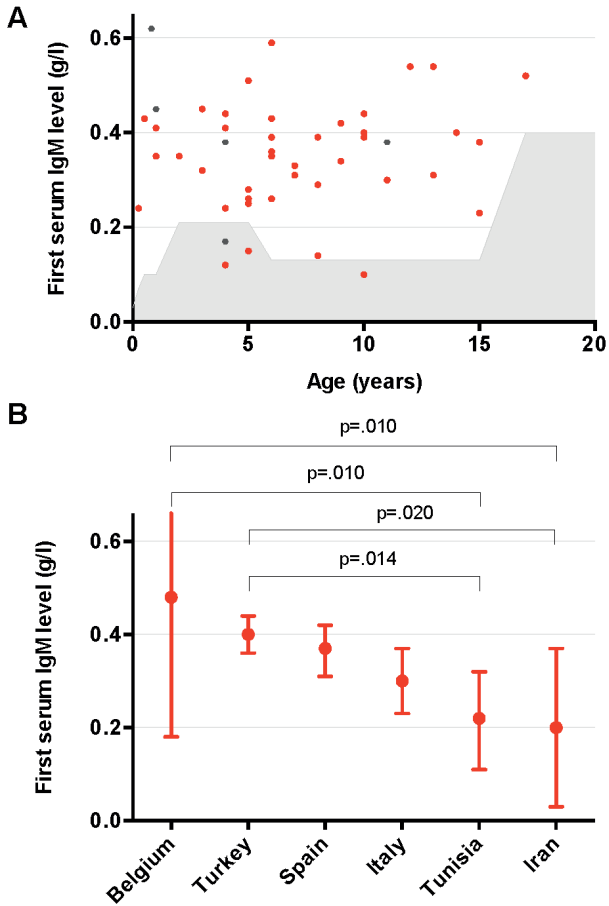 A
First serum IgM level (g/l)
0.6
0.4
0.2
0.0
0 5 10 15 20
Age (years)
B
p=.010
p=.010
p=.020
p=.014
First serum IgM level (g/l)
0.6
0.4
0.2
0.0
Belgium Turkey Spain Italy Tunisia Iran